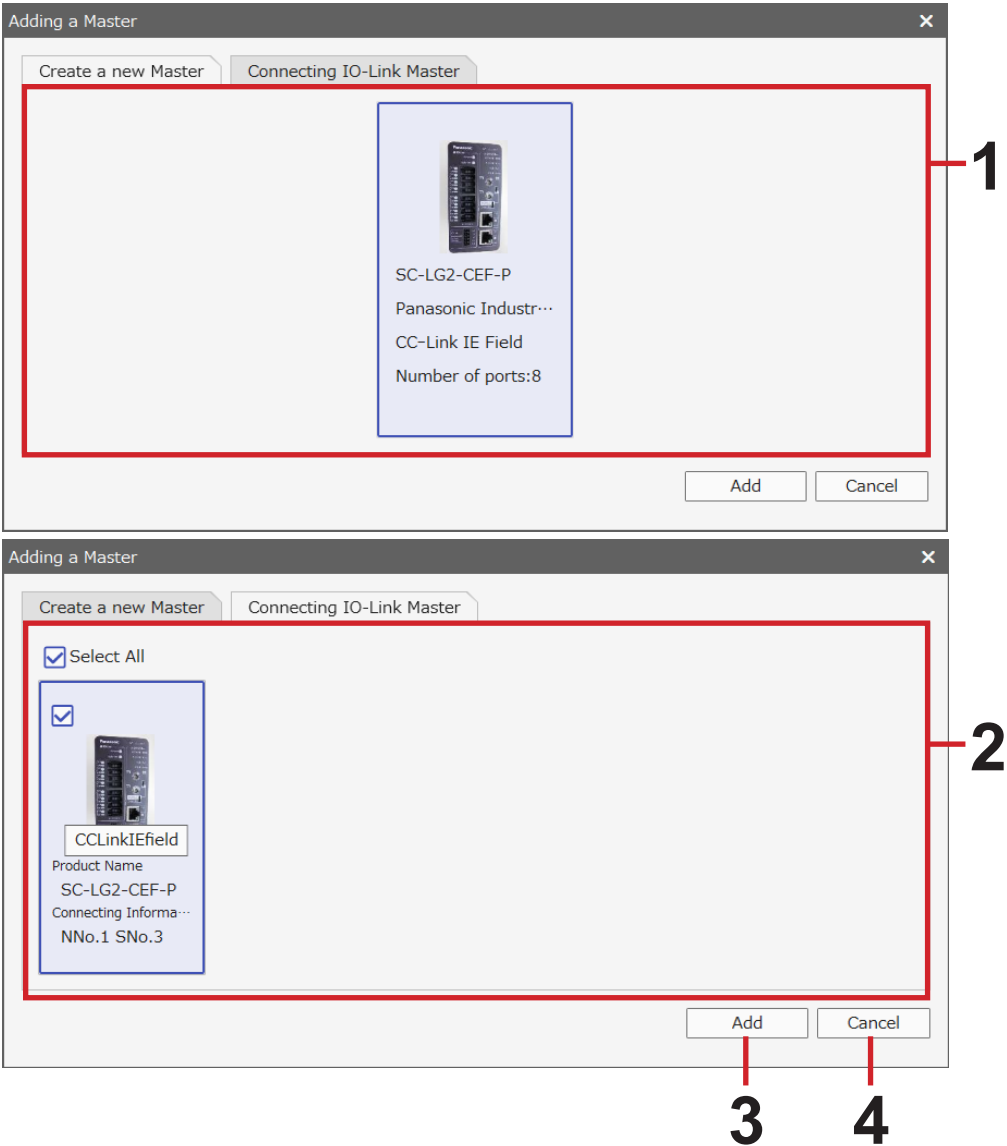 Adding a Master
Create a new Master
Connecting IO-Link Master
Panasonic
SC-LG2-CEF-P
Panasonic Industr…
CC-Link IE Field
Number of ports:8
1
Add
Cancel
Adding a Master
Create a new Master
Connecting IO-Link Master
Select All
Panasonic
CCLinkIEfield
Product Name
SC-LG2-CEF-P
Connecting Informa…
NNo.1 SNo.3
2
Add
Cancel
3
4